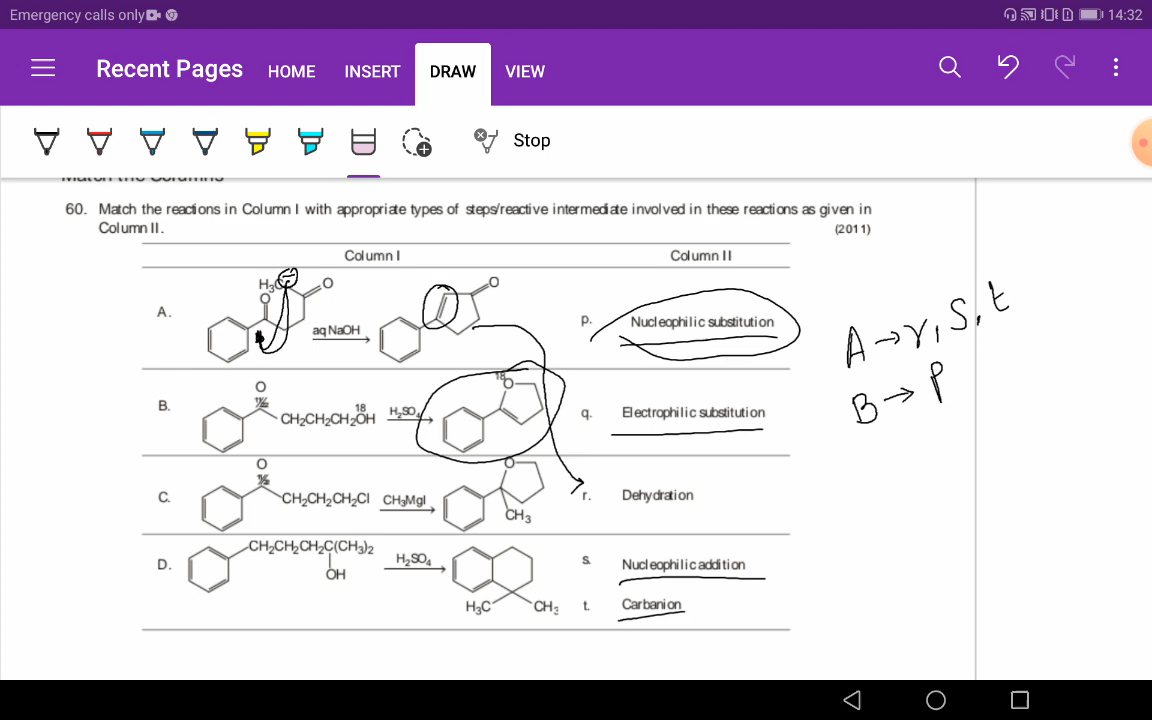 Emergency calls only
14:32
Recent Pages HOME INSERT DRAW VIEW
Stop
Match the Columns
60. Match the reactions in Column I with appropriate types of steps/reactive intermediate involved in these reactions as given in
Column II. (2011)
Column I Column II
A. H₃C O O aq NaOH O p. Nucleophilic substitution
A → r, s, t
B → p
B. O CH₂CH₂CH₂OH 18 H₂SO₄ 18 O q. Electrophilic substitution
C. O CH₂CH₂CH₂Cl CH₃MgI O CH₃ r. Dehydration
D. CH₂CH₂CH₂C(CH₃)₂ OH H₂SO₄ H₃C CH₃ s. Nucleophilic addition
t. Carbanion